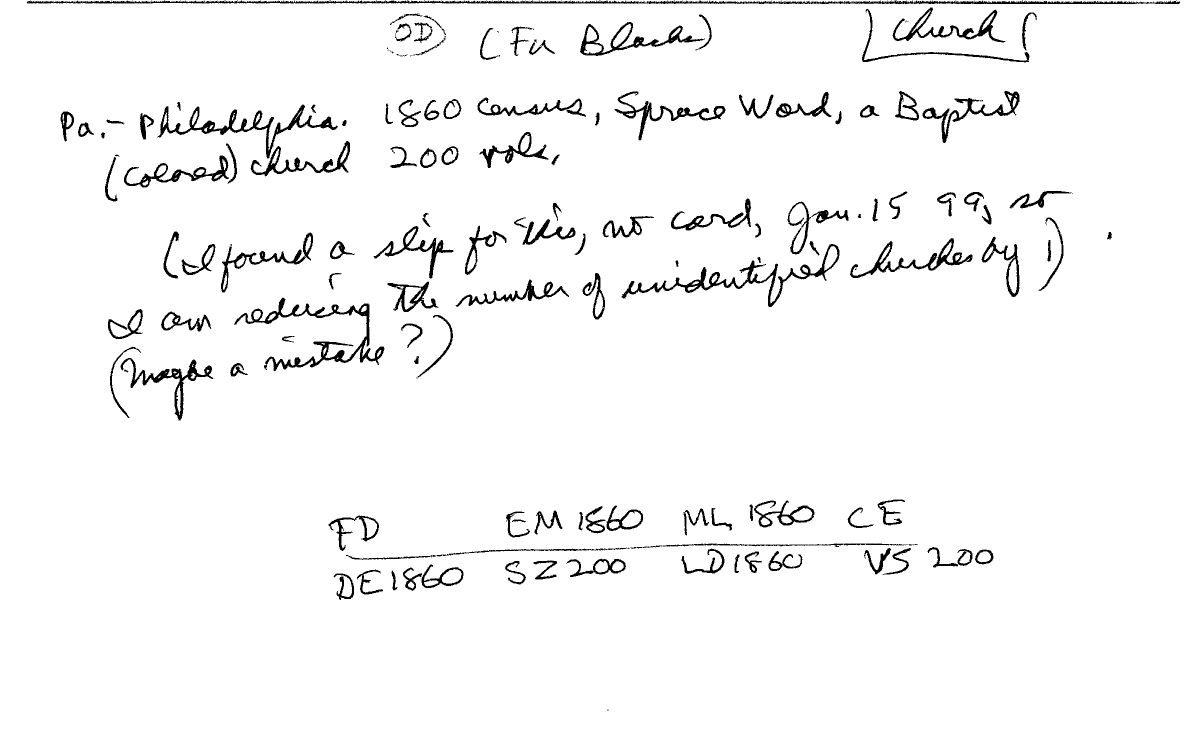 OD (For Blacks) Church
Pa. - Philadelphia. 1860 census, Spruce Ward, a Baptist
(colored) church 200 vols.
(I found a slip for this, no card, Jan. 15 99, so
I am reducing the number of unidentified churches by 1)
(Maybe a mistake?)
FD EM 1860 ML 1860 CE
DE 1860 SZ 200 LD 1860 VS 200